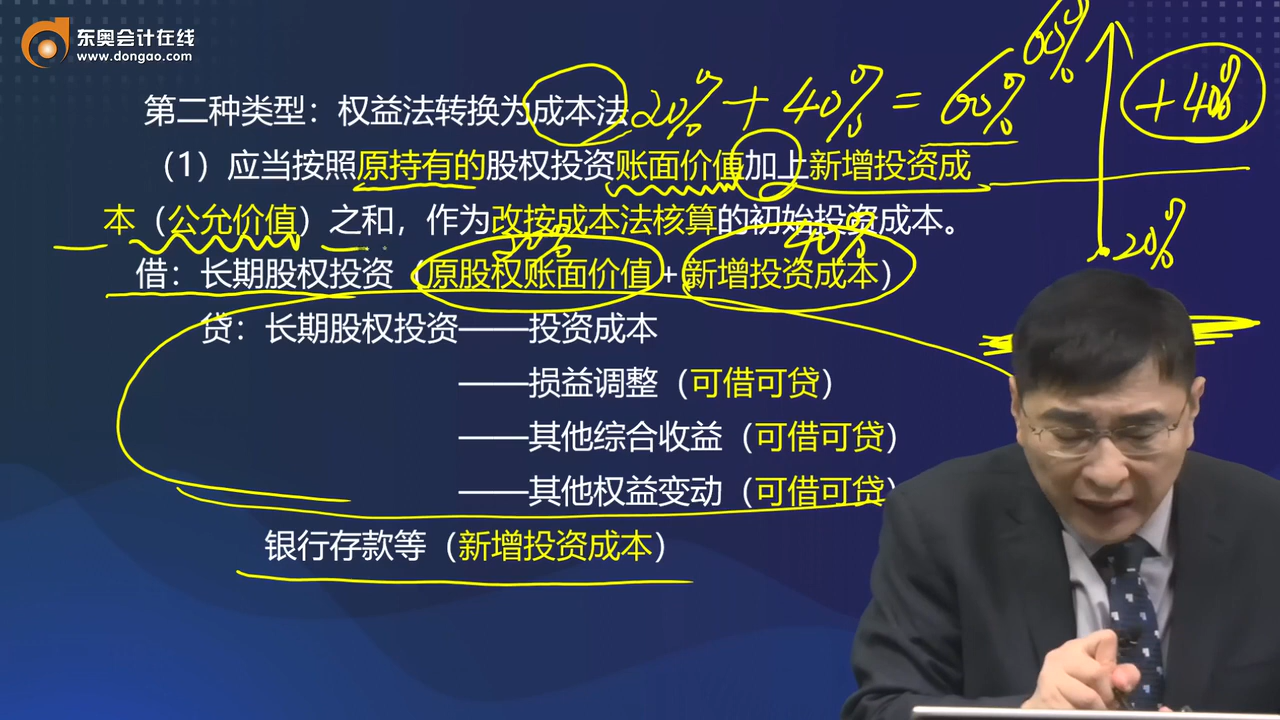 东奥会计在线
www.dongao.com
60% +40%
第二种类型：权益法转换为成本法 20% + 40% = 60%
（1）应当按照原持有的股权投资账面价值加上新增投资成
本（公允价值）之和，作为改按成本法核算的初始投资成本。
20%
20% 40%
借：长期股权投资（原股权账面价值+新增投资成本）
贷：长期股权投资——投资成本
——损益调整（可借可贷）
——其他综合收益（可借可贷）
——其他权益变动（可借可贷）
银行存款等（新增投资成本）